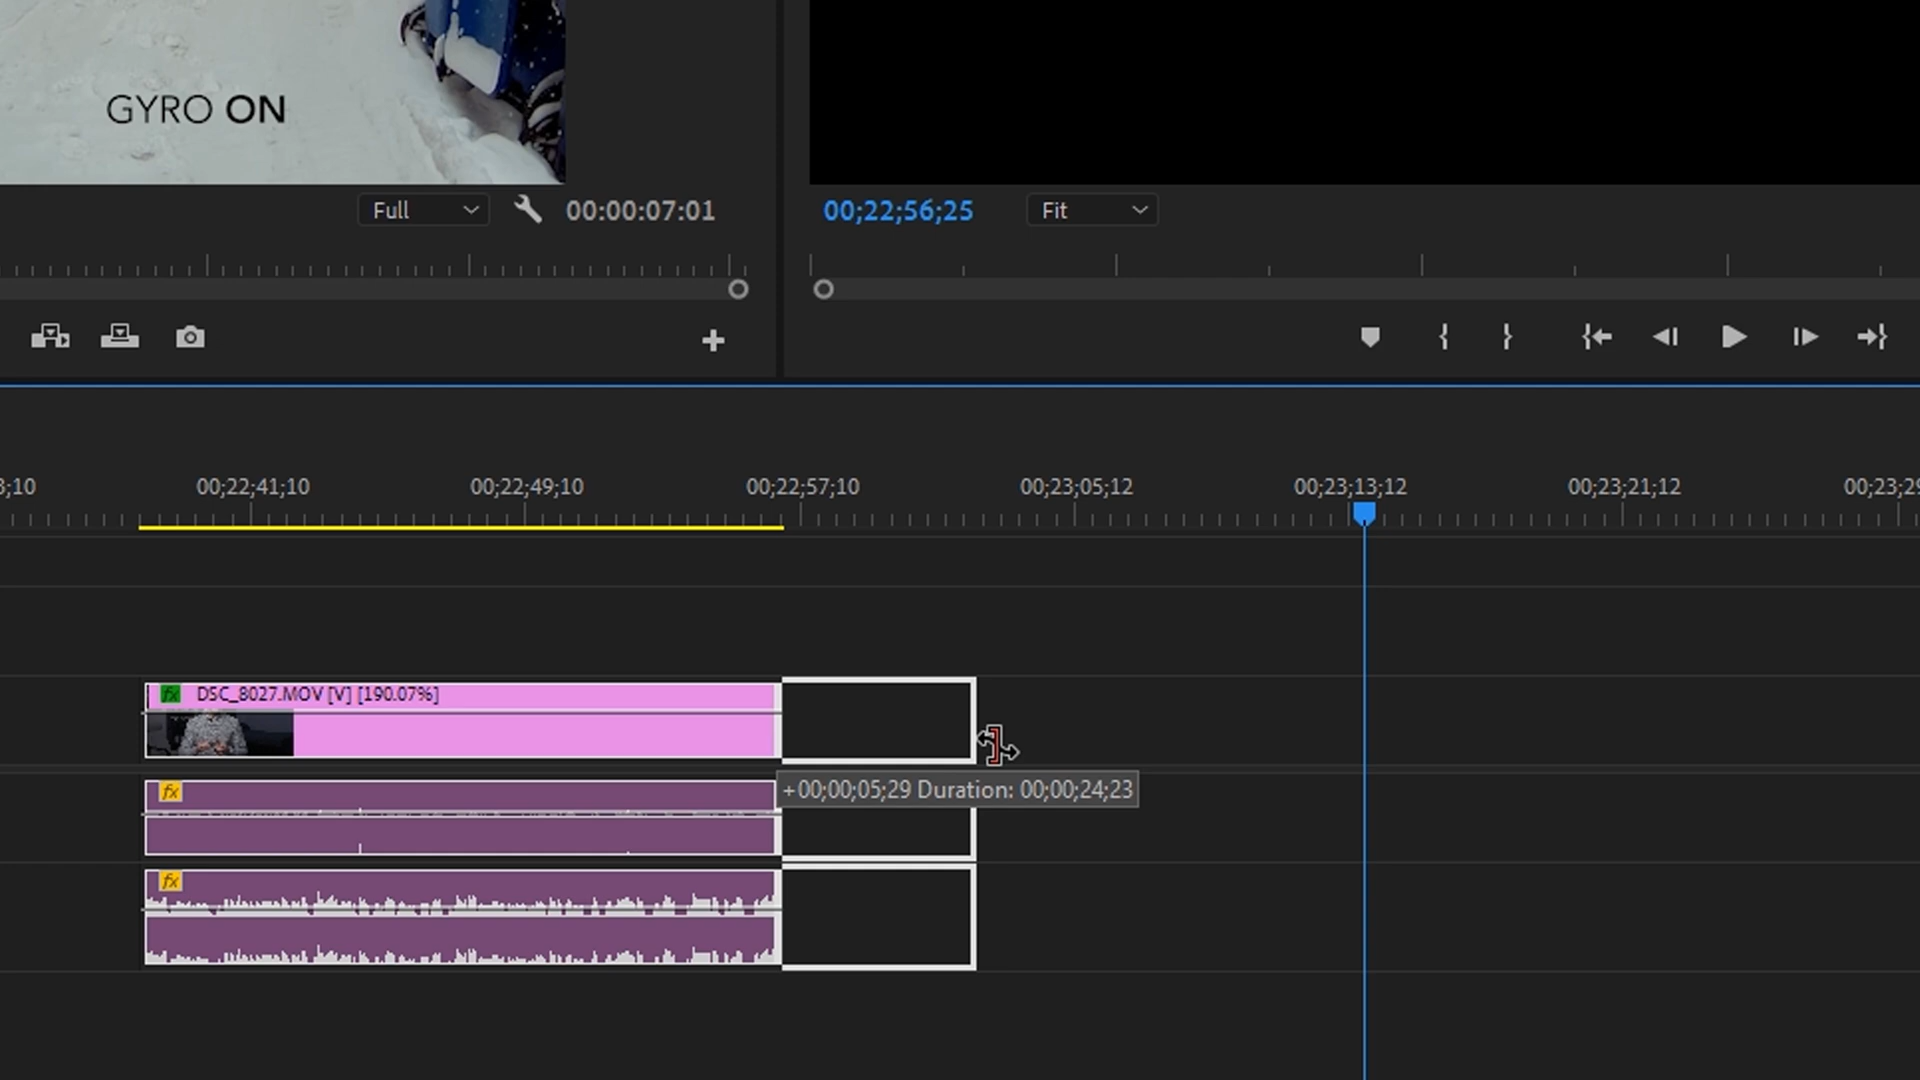 GYRO ON
Full
00:00:07:01
00;22;56;25
Fit
3;10
00;22;41;10
00;22;49;10
00;22;57;10
00;23;05;12
00;23;13;12
00;23;21;12
00;23;29
fx DSC_8027.MOV [V] [190.07%]
fx
+00;00;05;29 Duration: 00;00;24;23
fx